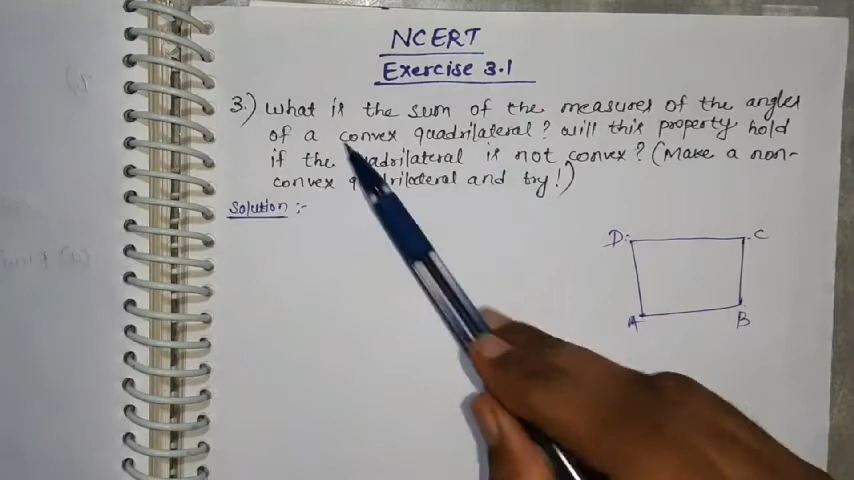 NCERT
Exercise 3.1
3.) What is the sum of the measures of the angles
of a convex quadrilateral? will this property hold
if the quadrilateral is not convex? (Make a non-
convex quadrilateral and try!)
Solution :-
D C
A B